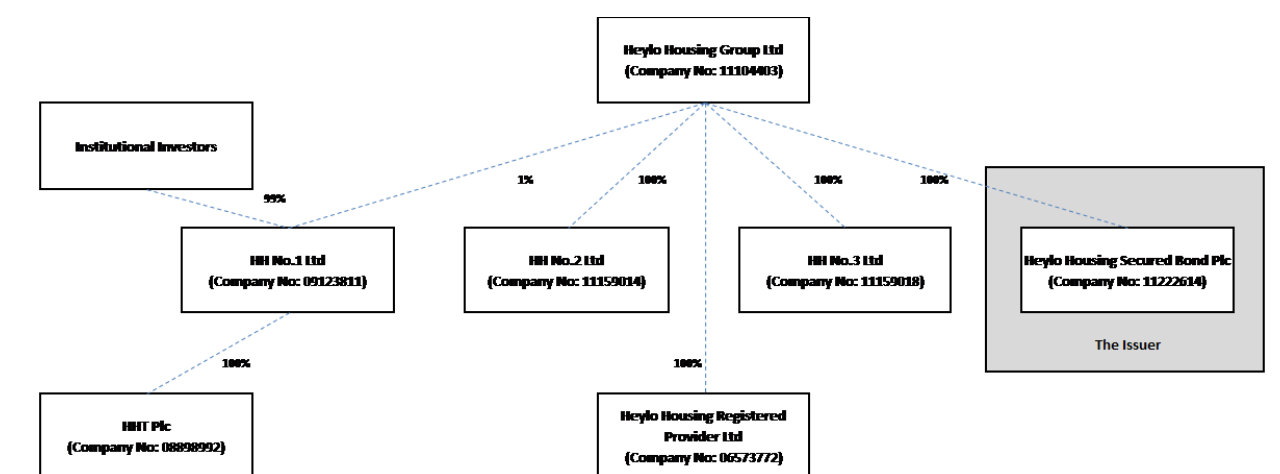 Heylo Housing Group Ltd
(Company No: 11104403)
Institutional Investors
99%
1%
100%
100%
100%
HH No.1 Ltd
(Company No: 09123811)
HH No.2 Ltd
(Company No: 11159014)
HH No.3 Ltd
(Company No: 11159018)
Heylo Housing Secured Bond Plc
(Company No: 11222614)
The Issuer
100%
100%
HHT Plc
(Company No: 08898992)
Heylo Housing Registered
Provider Ltd
(Company No: 06573772)